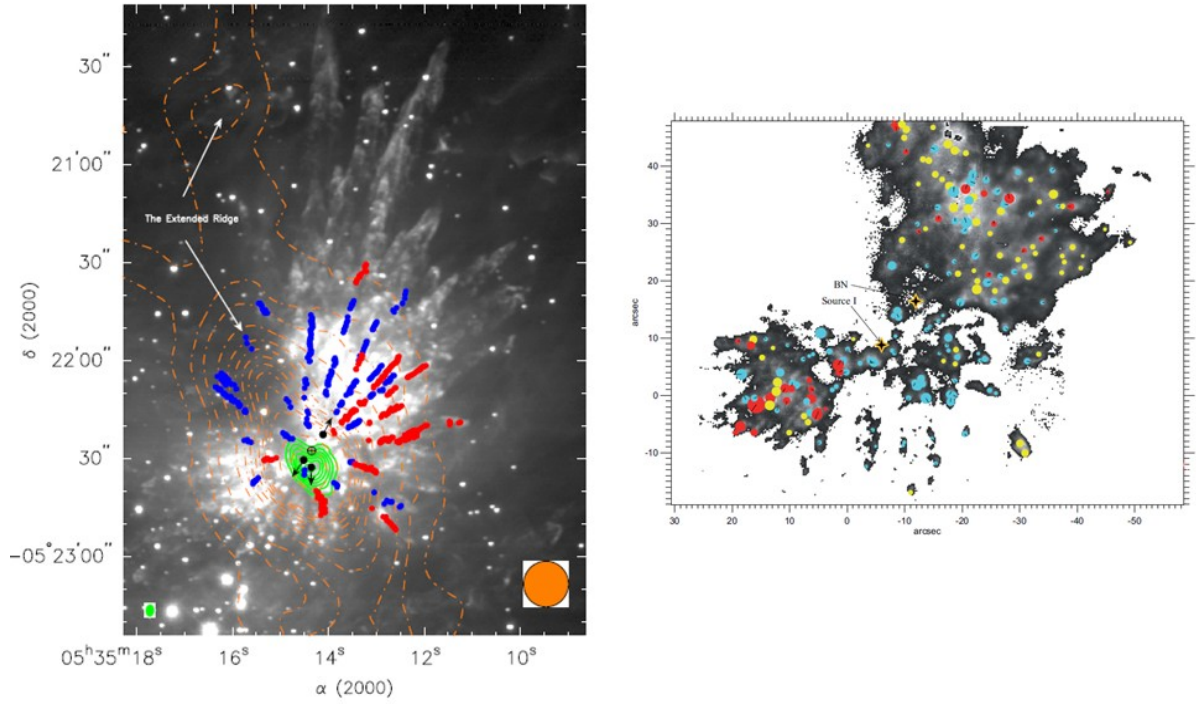 30"
21'00"
The Extended Ridge
30"
δ (2000)
22'00"
30"
−05°23'00"
05ʰ35ᵐ18ˢ 16ˢ 14ˢ 12ˢ 10ˢ
α (2000)
40
30
20
10
0
-10
arcsec
BN
Source I
30 20 10 0 -10 -20 -30 -40 -50
arcsec